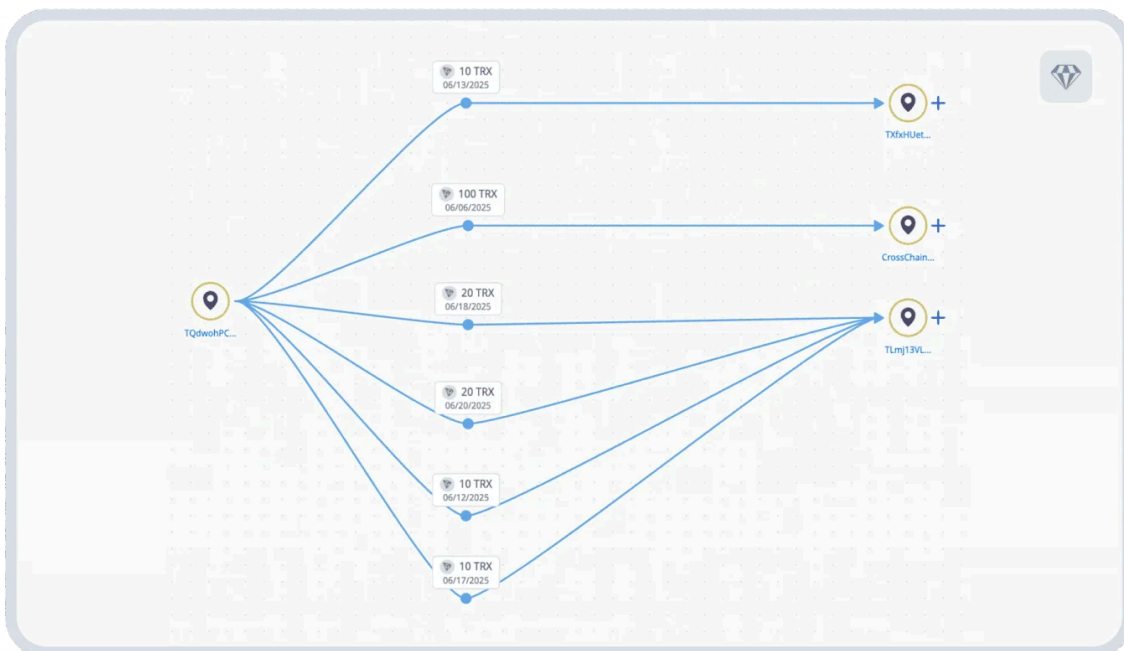 10 TRX
06/13/2025
TXfxHUet...
100 TRX
06/06/2025
CrossChain...
20 TRX
06/18/2025
TQdwohPC...
TLmj13VL...
20 TRX
06/20/2025
10 TRX
06/12/2025
10 TRX
06/17/2025